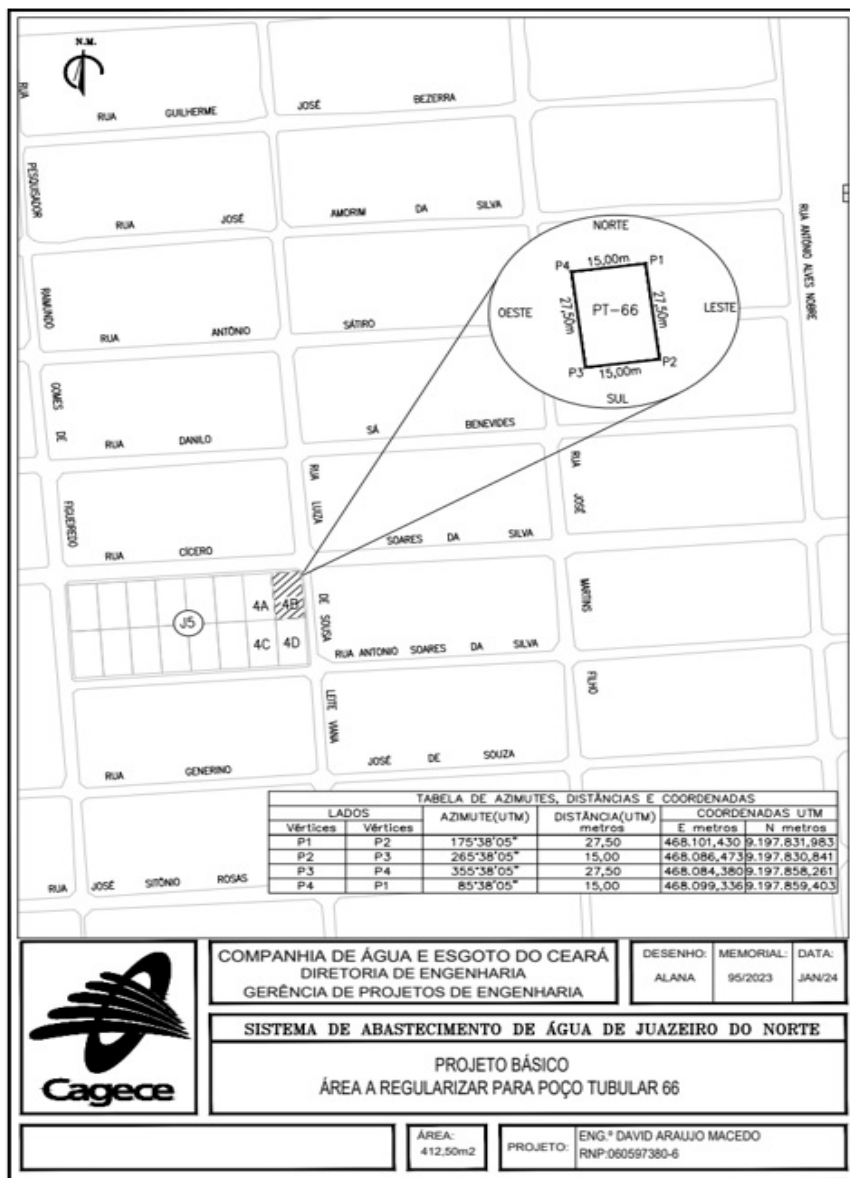 N.M.
RUA PESQUISADOR RAIMUNDO GOMES DE FIGUEIREDO
RUA GUILHERME JOSÉ BEZERRA
RUA JOSÉ AMORIM DA SILVA
RUA ANTÔNIO SÁTIRO
RUA DANILO SÁ BENEVIDES
RUA CÍCERO SOARES DA SILVA
RUA ANTÔNIO ALVES NOBRE
RUA LUIZA DE SOUSA LEITE VIANA
RUA JOSÉ MARTINS FILHO
NORTE
P4 15,00m P1
OESTE 27,50m PT-66 27,50m LESTE
P3 15,00m P2
SUL
4A 4B
J5
4C 4D
RUA ANTONIO SOARES DA SILVA
RUA GENERINO JOSÉ DE SOUZA
RUA JOSÉ SITÔNIO ROSAS
TABELA DE AZIMUTES, DISTÂNCIAS E COORDENADAS
LADOS AZIMUTE(UTM) DISTÂNCIA(UTM) COORDENADAS UTM
Vértices Vértices metros E metros N metros
P1 P2 175°38'05" 27,50 468.101,430 9.197.831,983
P2 P3 265°38'05" 15,00 468.086,473 9.197.830,841
P3 P4 355°38'05" 27,50 468.084,380 9.197.858,261
P4 P1 85°38'05" 15,00 468.099,336 9.197.859,403
Cagece
COMPANHIA DE ÁGUA E ESGOTO DO CEARÁ
DIRETORIA DE ENGENHARIA
GERÊNCIA DE PROJETOS DE ENGENHARIA
DESENHO: MEMORIAL: DATA:
ALANA 95/2023 JAN/24
SISTEMA DE ABASTECIMENTO DE ÁGUA DE JUAZEIRO DO NORTE
PROJETO BÁSICO
ÁREA A REGULARIZAR PARA POÇO TUBULAR 66
ÁREA:
412,50m2
PROJETO: ENG.º DAVID ARAUJO MACEDO
RNP:060597380-6